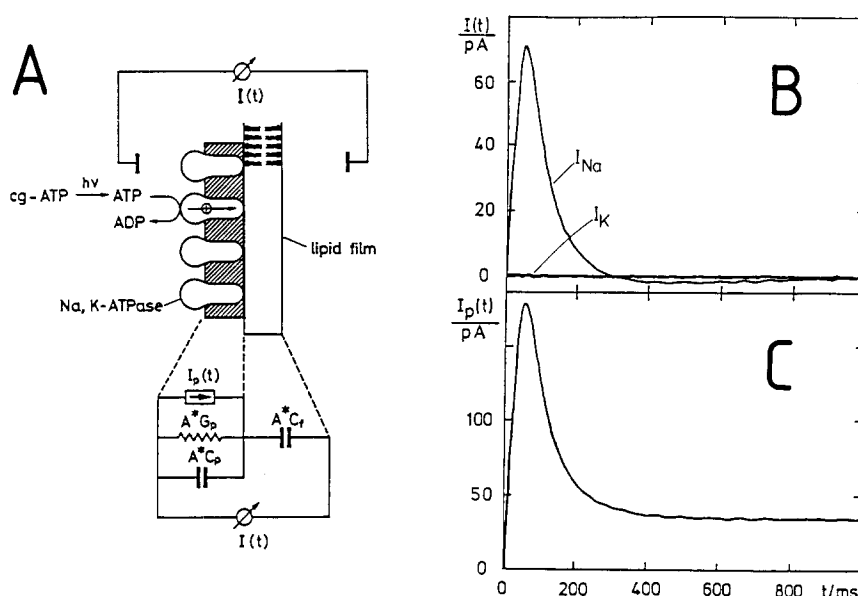 A
I(t)
cg-ATP
hν
ATP
ADP
lipid film
Na, K-ATPase
I_p(t)
A*G_p
A*C_f
A*C_p
I(t)
I(t)/pA
B
60
40
20
0
I_Na
I_K
I_p(t)/pA
C
100
50
0
0 200 400 600 800 t/ms